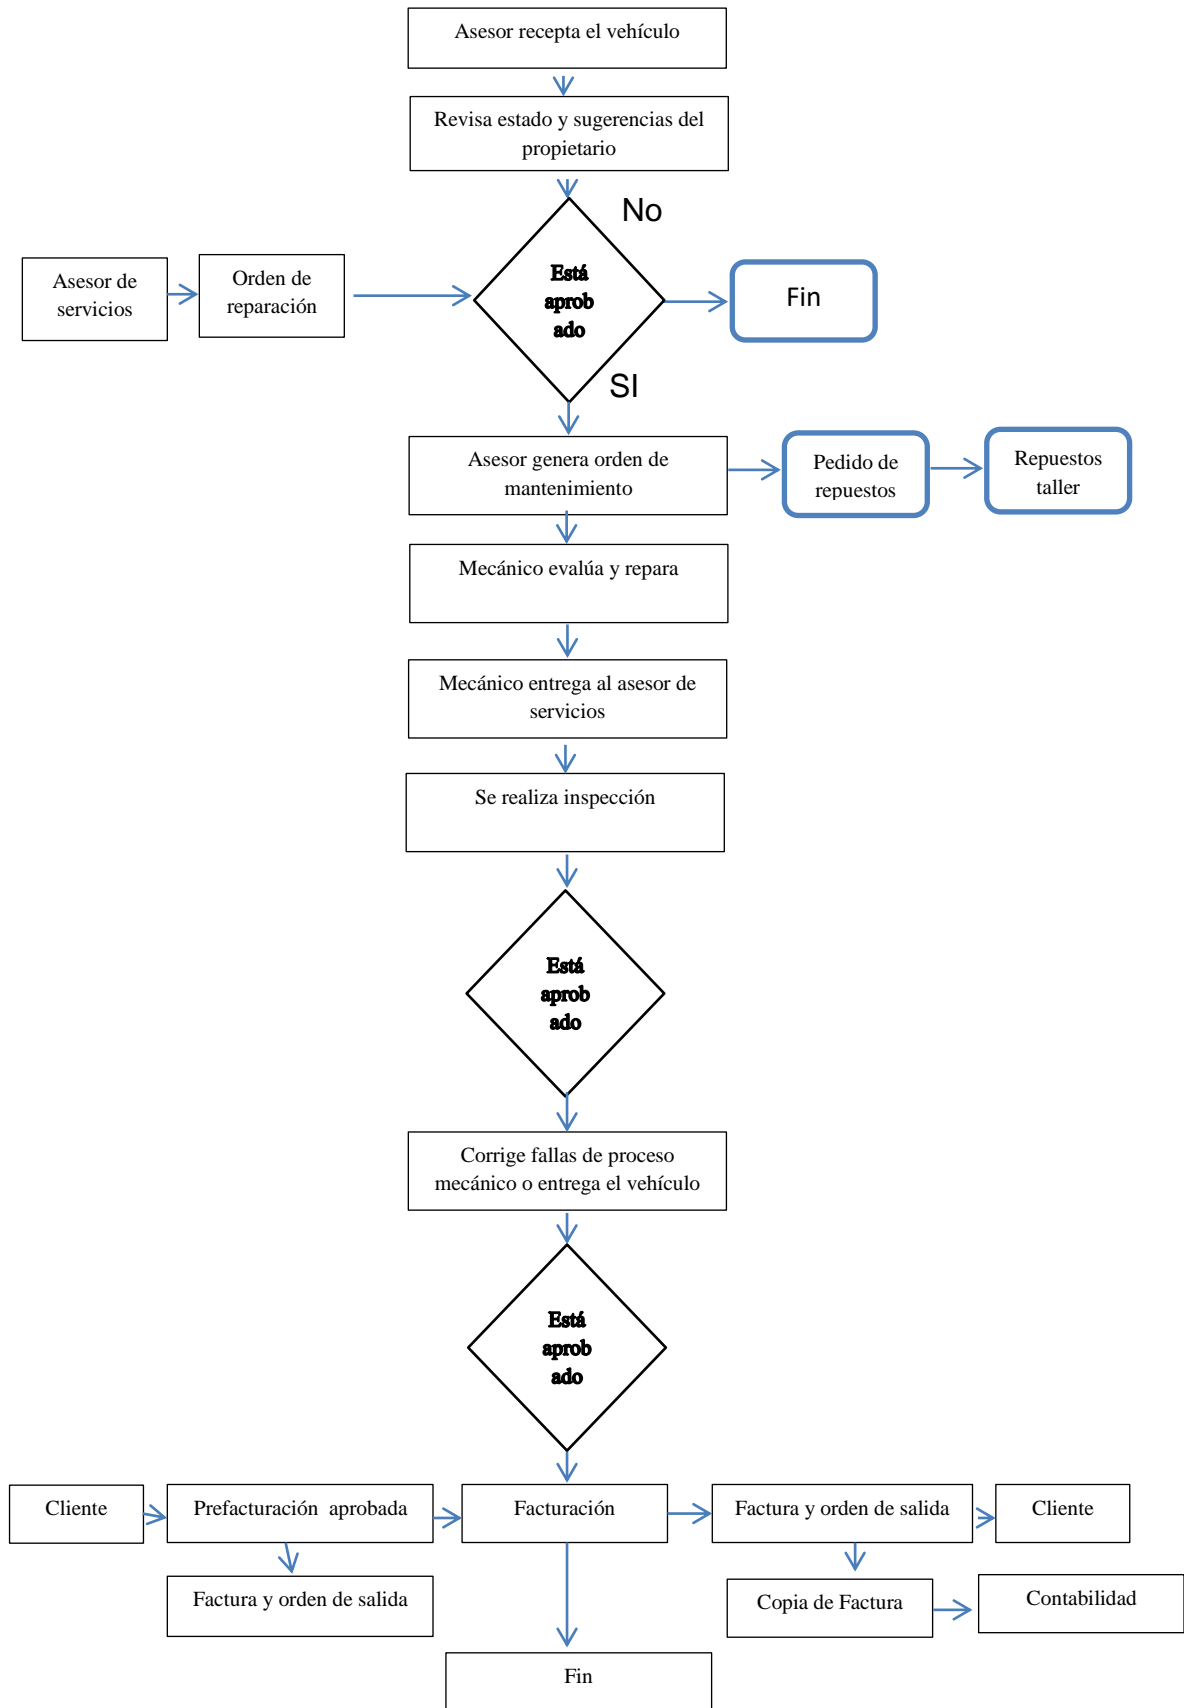 Asesor recepta el vehículo
Revisa estado y sugerencias del
propietario
No
Asesor de
servicios
Orden de
reparación
Está
aprob
ado
Fin
SI
Asesor genera orden de
mantenimiento
Pedido de
repuestos
Repuestos
taller
Mecánico evalúa y repara
Mecánico entrega al asesor de
servicios
Se realiza inspección
Está
aprob
ado
Corrige fallas de proceso
mecánico o entrega el vehículo
Está
aprob
ado
Cliente
Prefacturación aprobada
Facturación
Factura y orden de salida
Cliente
Factura y orden de salida
Copia de Factura
Contabilidad
Fin